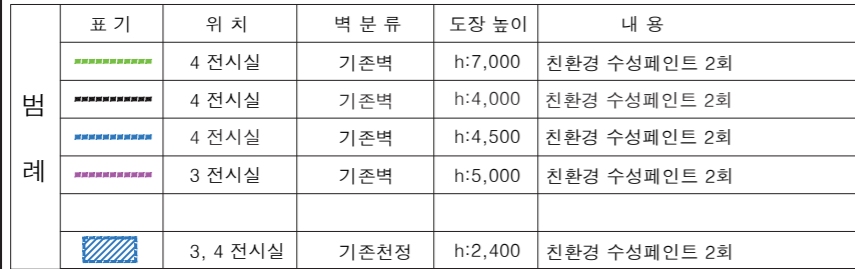 표 기 위 치 벽 분 류 도장 높이 내 용
4 전시실 기존벽 h:7,000 친환경 수성페인트 2회
4 전시실 기존벽 h:4,000 친환경 수성페인트 2회
4 전시실 기존벽 h:4,500 친환경 수성페인트 2회
3 전시실 기존벽 h:5,000 친환경 수성페인트 2회
3, 4 전시실 기존천정 h:2,400 친환경 수성페인트 2회
범
례